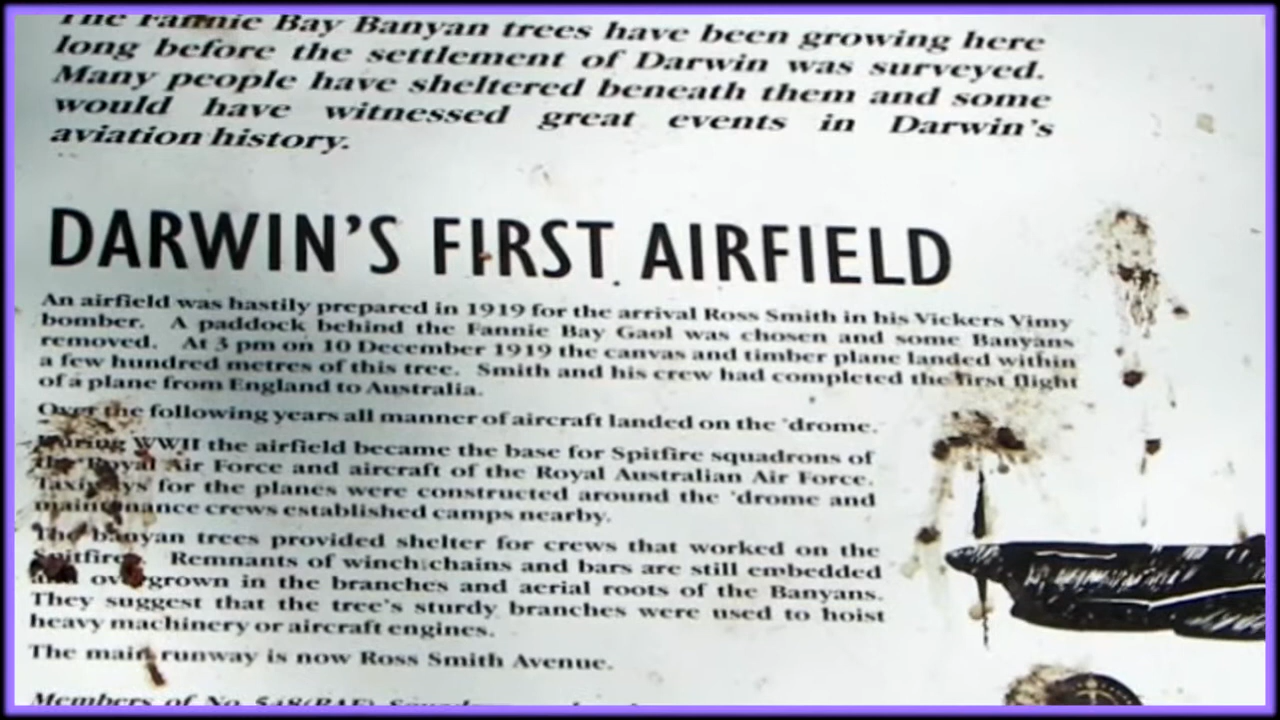 The Fannie Bay Banyan trees have been growing here
long before the settlement of Darwin was surveyed.
Many people have sheltered beneath them and some
would have witnessed great events in Darwin's
aviation history.
DARWIN'S FIRST AIRFIELD
An airfield was hastily prepared in 1919 for the arrival Ross Smith in his Vickers Vimy
bomber. A paddock behind the Fannie Bay Gaol was chosen and some Banyans
removed. At 3 pm on 10 December 1919 the canvas and timber plane landed within
a few hundred metres of this tree. Smith and his crew had completed the first flight
of a plane from England to Australia.
Over the following years all manner of aircraft landed on the 'drome.
During WWII the airfield became the base for Spitfire squadrons of
the Royal Air Force and aircraft of the Royal Australian Air Force.
Taxiways for the planes were constructed around the 'drome and
maintenance crews established camps nearby.
The banyan trees provided shelter for crews that worked on the
Spitfires. Remnants of winch chains and bars are still embedded
and overgrown in the branches and aerial roots of the Banyans.
They suggest that the tree's sturdy branches were used to hoist
heavy machinery or aircraft engines.
The main runway is now Ross Smith Avenue.
Members of No 548(RAF) Squadron